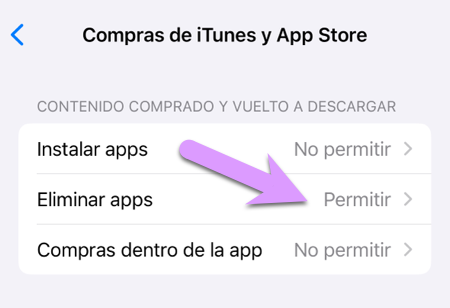 Compras de iTunes y App Store
CONTENIDO COMPRADO Y VUELTO A DESCARGAR
Instalar apps No permitir
Eliminar apps Permitir
Compras dentro de la app No permitir